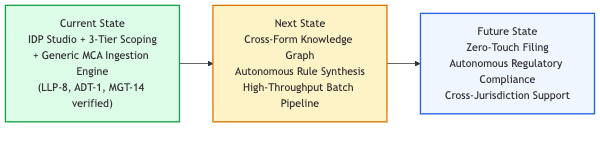 Current State
IDP Studio + 3-Tier Scoping
+ Generic MCA Ingestion
Engine
(LLP-8, ADT-1, MGT-14
verified)
Next State
Cross-Form Knowledge
Graph
Autonomous Rule Synthesis
High-Throughput Batch
Pipeline
Future State
Zero-Touch Filing
Autonomous Regulatory
Compliance
Cross-Jurisdiction Support